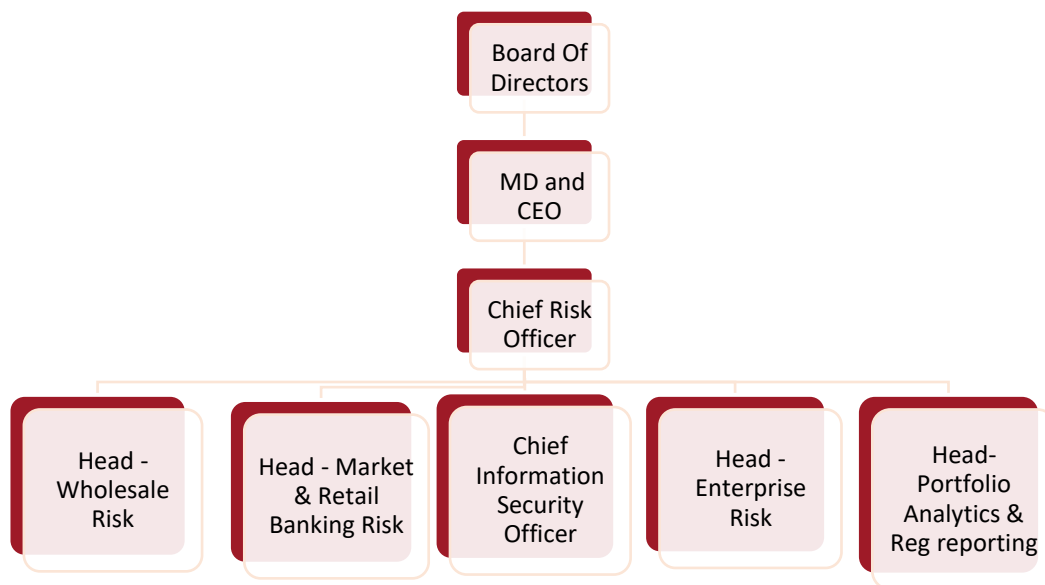 Board Of
Directors
MD and
CEO
Chief Risk
Officer
Head -
Wholesale
Risk
Head - Market
& Retail
Banking Risk
Chief
Information
Security
Officer
Head -
Enterprise
Risk
Head-
Portfolio
Analytics &
Reg reporting